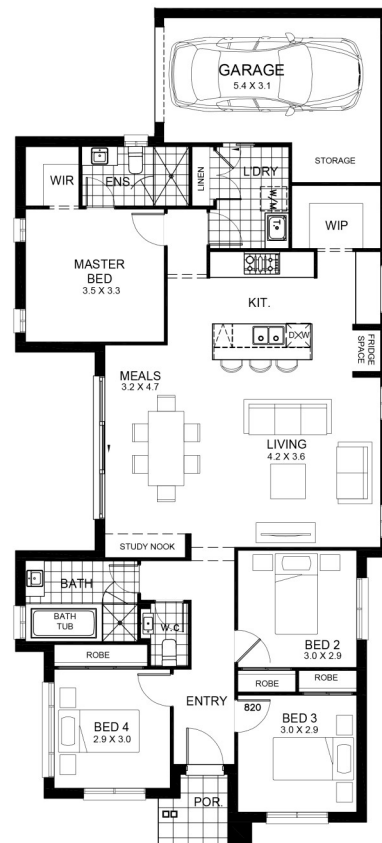 GARAGE
5.4 X 3.1
STORAGE
WIR
ENS.
LINEN
L'DRY
W/M
T
WIP
MASTER
BED
3.5 X 3.3
KIT.
D/W
FRIDGE
SPACE
MEALS
3.2 X 4.7
LIVING
4.2 X 3.6
STUDY NOOK
BATH
BATH
TUB
W.C
BED 2
3.0 X 2.9
ROBE
ROBE
ROBE
ENTRY
820
BED 4
2.9 X 3.0
BED 3
3.0 X 2.9
POR.